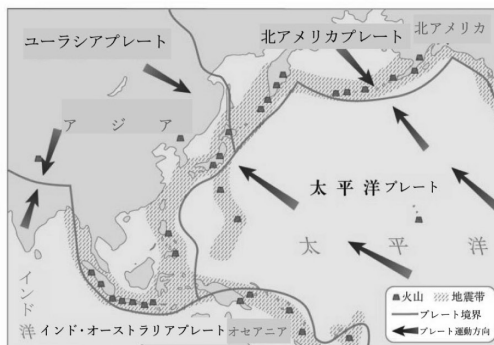 ユーラシアプレート
北アメリカプレート
北アメリカ
アジア
太平洋プレート
太平洋
インド洋
インド・オーストラリアプレート
オセアニア
火山
地震帯
プレート境界
プレート運動方向